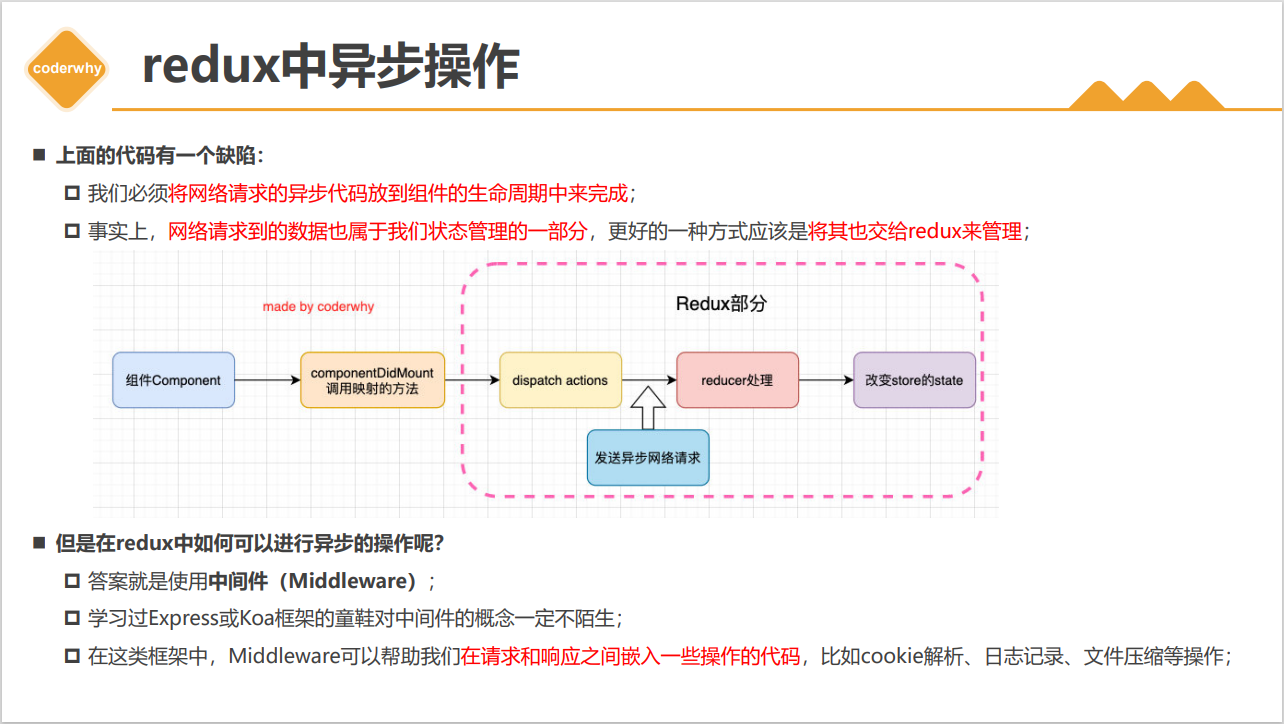 coderwhy
redux中异步操作
上面的代码有一个缺陷：
我们必须将网络请求的异步代码放到组件的生命周期中来完成；
事实上，网络请求到的数据也属于我们状态管理的一部分，更好的一种方式应该是将其也交给redux来管理；
made by coderwhy
Redux部分
组件Component
componentDidMount
调用映射的方法
dispatch actions
reducer处理
改变store的state
发送异步网络请求
但是在redux中如何可以进行异步的操作呢？
答案就是使用中间件（Middleware）；
学习过Express或Koa框架的童鞋对中间件的概念一定不陌生；
在这类框架中，Middleware可以帮助我们在请求和响应之间嵌入一些操作的代码，比如cookie解析、日志记录、文件压缩等操作；